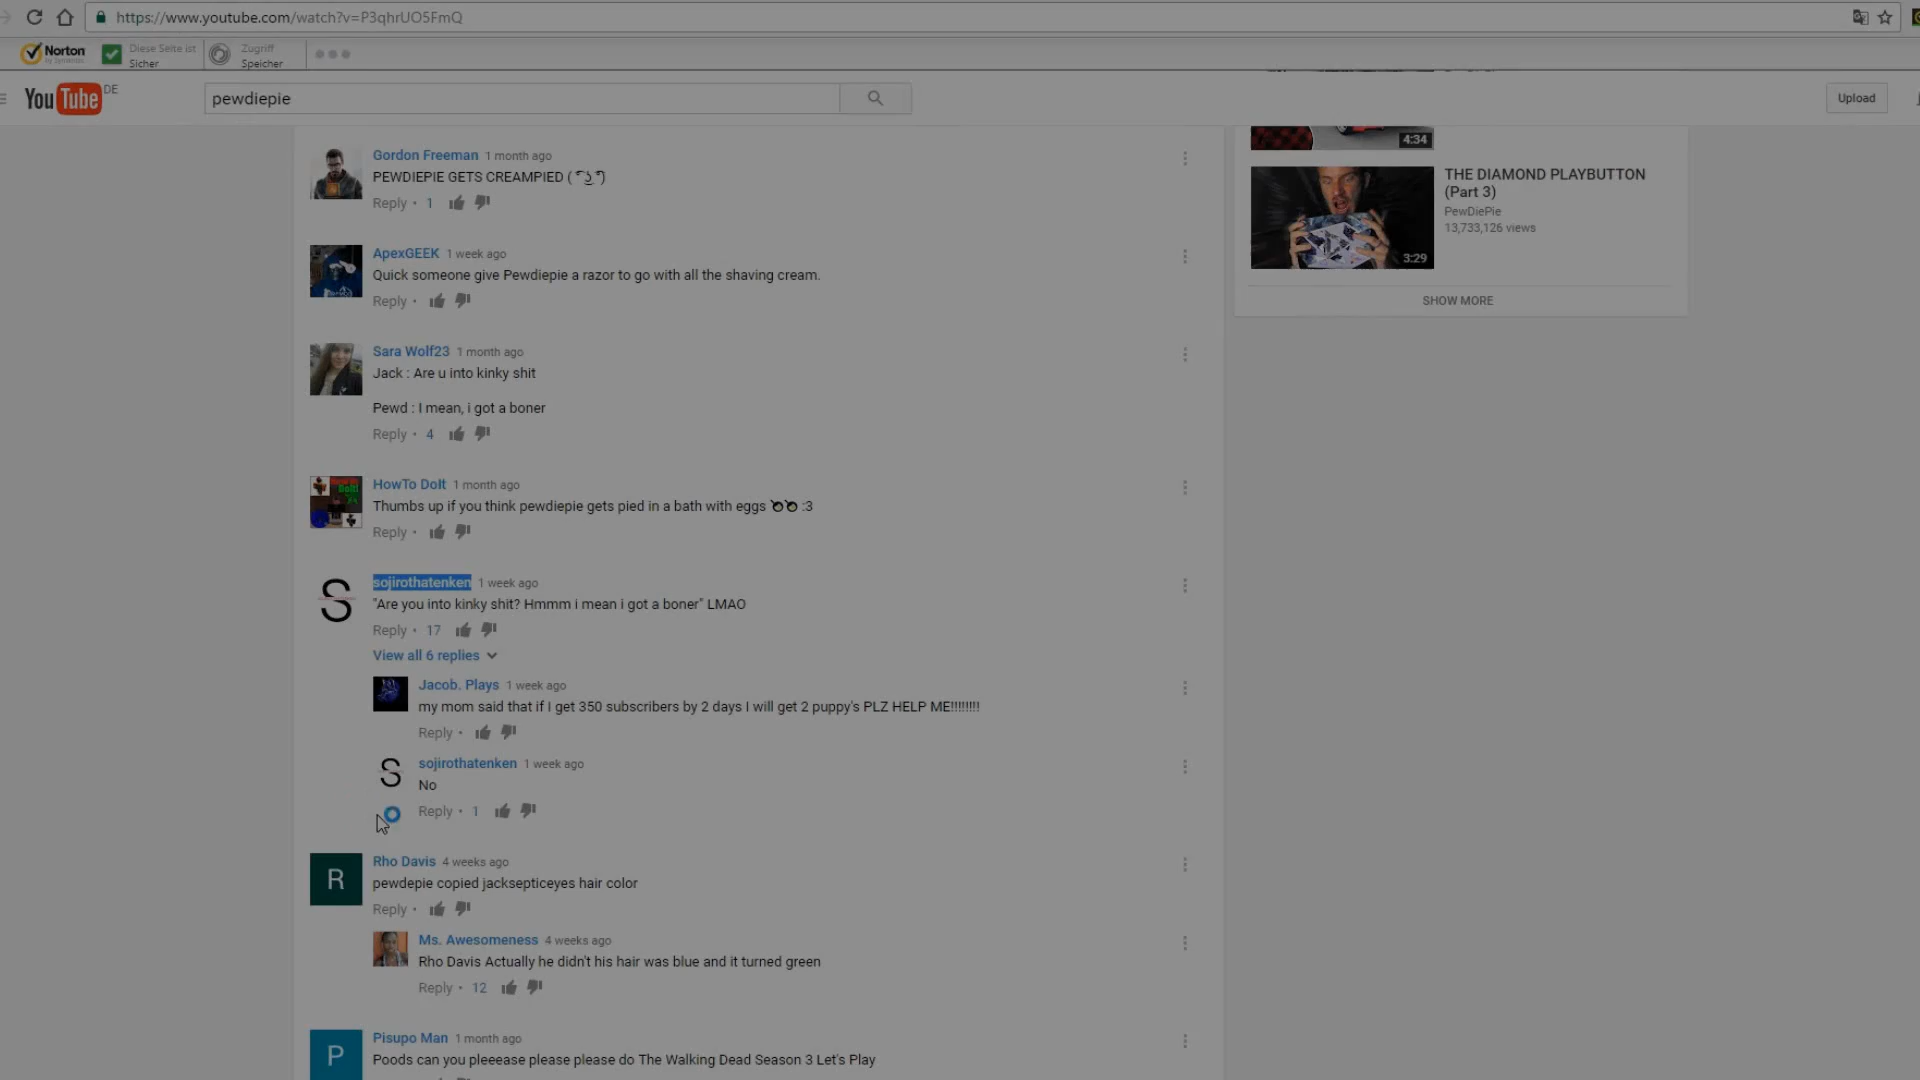 https://www.youtube.com/watch?v=P3qhrUO5FmQ
Norton
by Symantec
Diese Seite ist
Sicher
Zugriff
Speicher
YouTube DE
pewdiepie
Upload
Gordon Freeman 1 month ago
PEWDIEPIE GETS CREAMPIED ( ͡° ͜ʖ ͡°)
Reply • 1
ApexGEEK 1 week ago
Quick someone give Pewdiepie a razor to go with all the shaving cream.
Reply •
Sara Wolf23 1 month ago
Jack : Are u into kinky shit
Pewd : I mean, i got a boner
Reply • 4
HowTo DoIt 1 month ago
Thumbs up if you think pewdiepie gets pied in a bath with eggs 🍳🍳 :3
Reply •
sojirothatenken 1 week ago
"Are you into kinky shit? Hmmm i mean i got a boner" LMAO
Reply • 17
View all 6 replies
Jacob. Plays 1 week ago
my mom said that if I get 350 subscribers by 2 days I will get 2 puppy's PLZ HELP ME!!!!!!!!
Reply •
S
sojirothatenken 1 week ago
No
Reply • 1
R
Rho Davis 4 weeks ago
pewdepie copied jacksepticeyes hair color
Reply •
Ms. Awesomeness 4 weeks ago
Rho Davis Actually he didn't his hair was blue and it turned green
Reply • 12
P
Pisupo Man 1 month ago
Poods can you pleeease please please do The Walking Dead Season 3 Let's Play
4:34
THE DIAMOND PLAYBUTTON
(Part 3)
PewDiePie
13,733,126 views
3:29
SHOW MORE